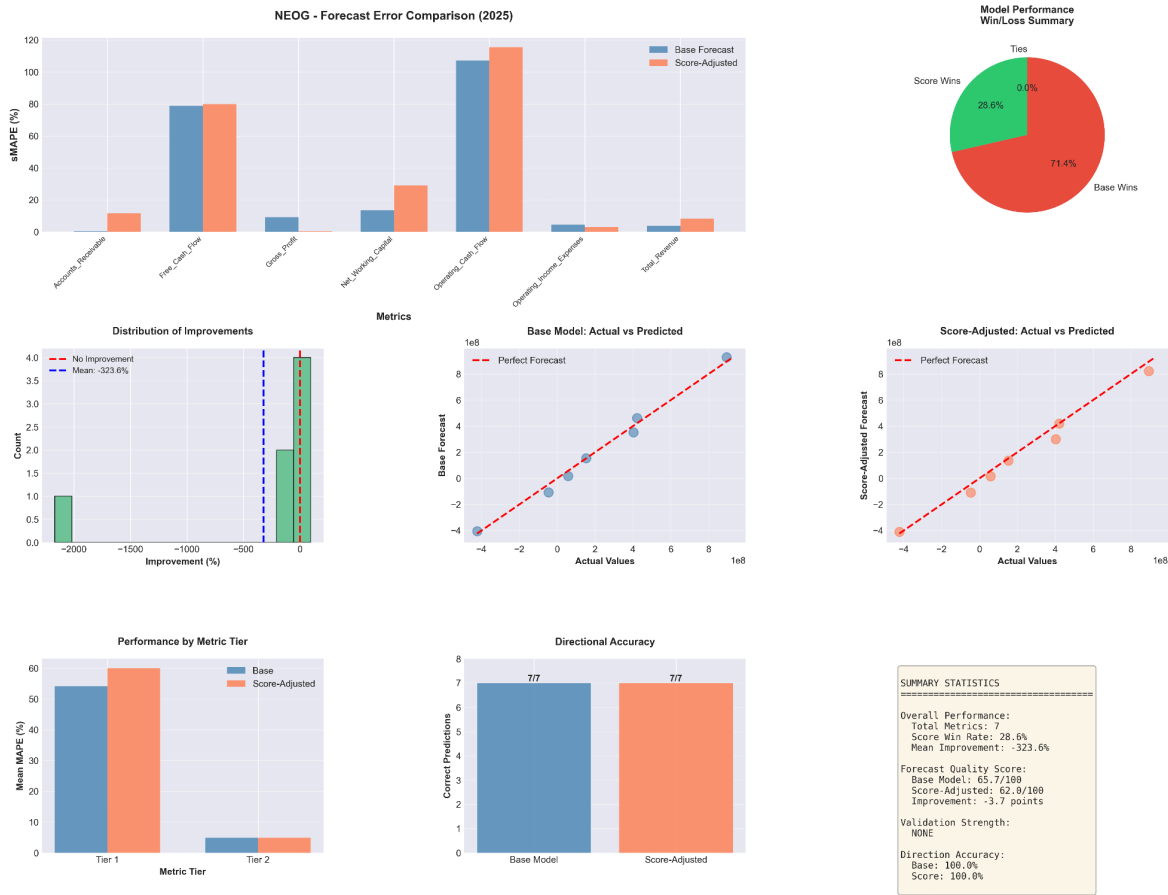 NEOG - Forecast Error Comparison (2025)
sMAPE (%)
120
100
80
60
40
20
0
Base Forecast
Score-Adjusted
Accounts_Receivable
Free_Cash_Flow
Gross_Profit
Net_Working_Capital
Operating_Cash_Flow
Operating_Income_Expenses
Total_Revenue
Metrics
Model Performance
Win/Loss Summary
Ties
Score Wins
0.0%
28.6%
71.4%
Base Wins
Distribution of Improvements
Count
4.0
3.5
3.0
2.5
2.0
1.5
1.0
0.5
0.0
No Improvement
Mean: -323.6%
−2000
−1500
−1000
−500
0
Improvement (%)
Base Model: Actual vs Predicted
1e8
Base Forecast
8
6
4
2
0
−2
−4
Perfect Forecast
−4
−2
0
2
4
6
8
Actual Values
1e8
Score-Adjusted: Actual vs Predicted
1e8
Score-Adjusted Forecast
8
6
4
2
0
−2
−4
Perfect Forecast
−4
−2
0
2
4
6
8
Actual Values
1e8
Performance by Metric Tier
Mean MAPE (%)
60
50
40
30
20
10
0
Base
Score-Adjusted
Tier 1
Tier 2
Metric Tier
Directional Accuracy
Correct Predictions
8
7
6
5
4
3
2
1
0
7/7
7/7
Base Model
Score-Adjusted
SUMMARY STATISTICS
===================================
Overall Performance:
Total Metrics: 7
Score Win Rate: 28.6%
Mean Improvement: -323.6%
Forecast Quality Score:
Base Model: 65.7/100
Score-Adjusted: 62.0/100
Improvement: -3.7 points
Validation Strength:
NONE
Direction Accuracy:
Base: 100.0%
Score: 100.0%